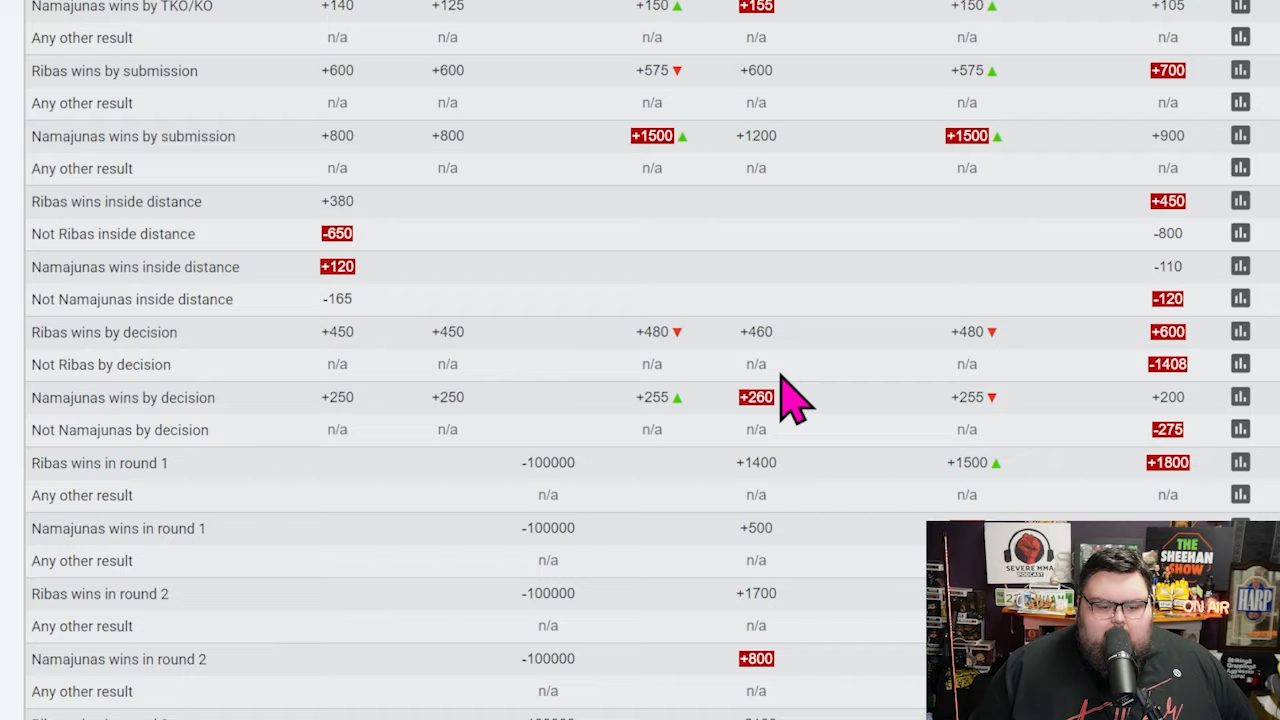 Namajunas wins by TKO/KO +140 +125 +150 +155 +150 +105
Any other result n/a n/a n/a n/a n/a n/a
Ribas wins by submission +600 +600 +575 +600 +575 +700
Any other result n/a n/a n/a n/a n/a n/a
Namajunas wins by submission +800 +800 +1500 +1200 +1500 +900
Any other result n/a n/a n/a n/a n/a n/a
Ribas wins inside distance +380 +450
Not Ribas inside distance -650 -800
Namajunas wins inside distance +120 -110
Not Namajunas inside distance -165 -120
Ribas wins by decision +450 +450 +480 +460 +480 +600
Not Ribas by decision n/a n/a n/a n/a n/a -1408
Namajunas wins by decision +250 +250 +255 +260 +255 +200
Not Namajunas by decision n/a n/a n/a n/a n/a -275
Ribas wins in round 1 -100000 +1400 +1500 +1800
Any other result n/a n/a n/a n/a
Namajunas wins in round 1 -100000 +500
Any other result n/a n/a
Ribas wins in round 2 -100000 +1700
Any other result n/a n/a
Namajunas wins in round 2 -100000 +800
Any other result n/a n/a
SEVERE MMA
PODCAST
THE
SHEEHAN
SHOW
ON AIR
HARP